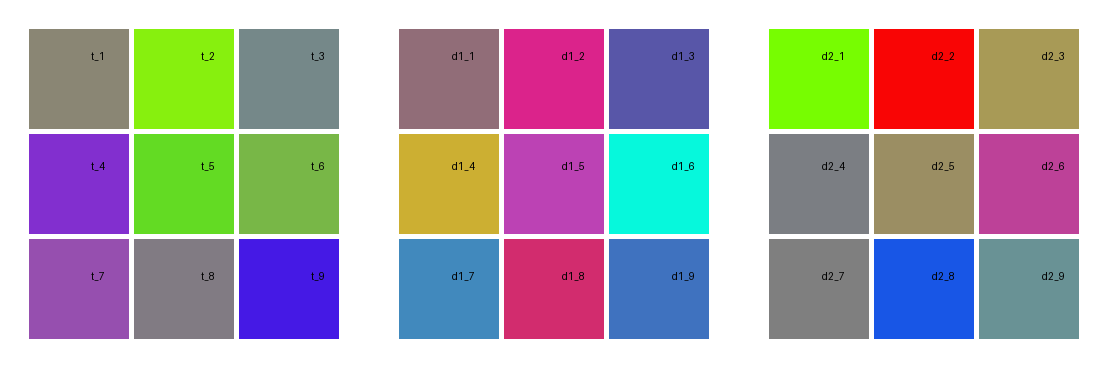 t_1 t_2 t_3 d1_1 d1_2 d1_3 d2_1 d2_2 d2_3
t_4 t_5 t_6 d1_4 d1_5 d1_6 d2_4 d2_5 d2_6
t_7 t_8 t_9 d1_7 d1_8 d1_9 d2_7 d2_8 d2_9